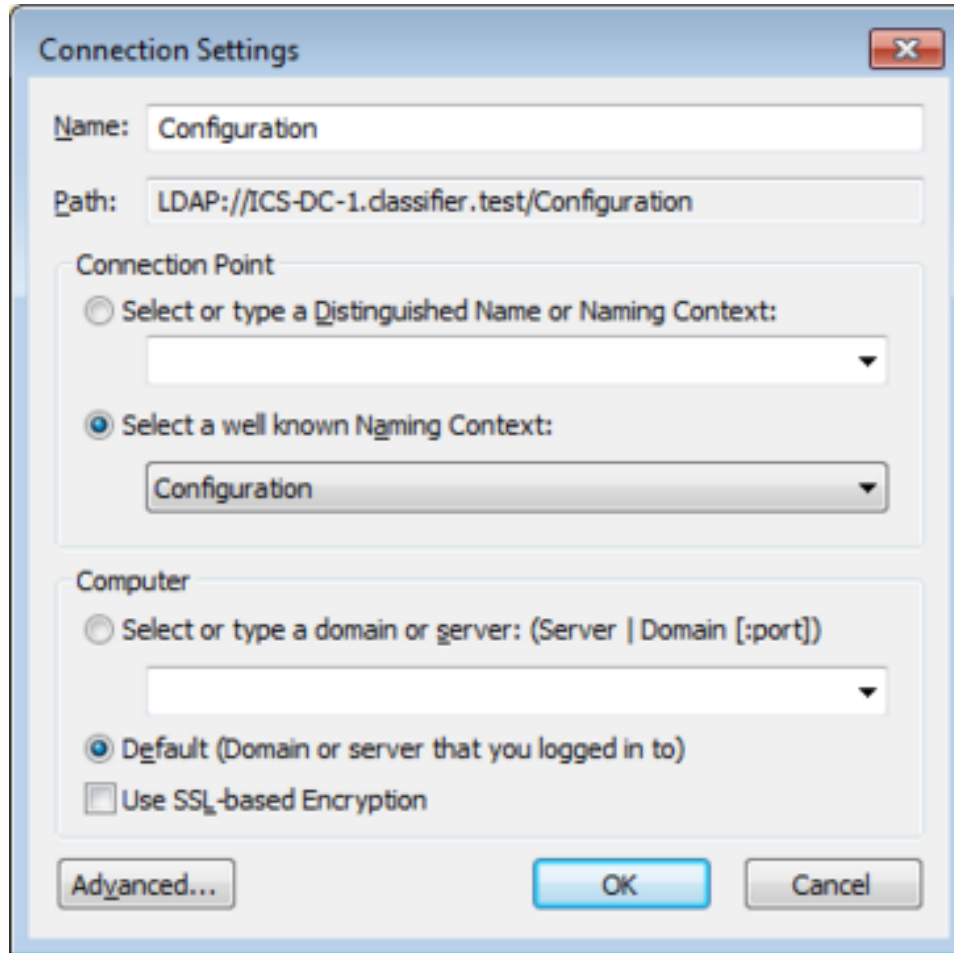 Connection Settings
Name: Configuration
Path: LDAP://ICS-DC-1.classifier.test/Configuration
Connection Point
Select or type a Distinguished Name or Naming Context:
Select a well known Naming Context:
Configuration
Computer
Select or type a domain or server: (Server | Domain [:port])
Default (Domain or server that you logged in to)
Use SSL-based Encryption
Advanced... OK Cancel